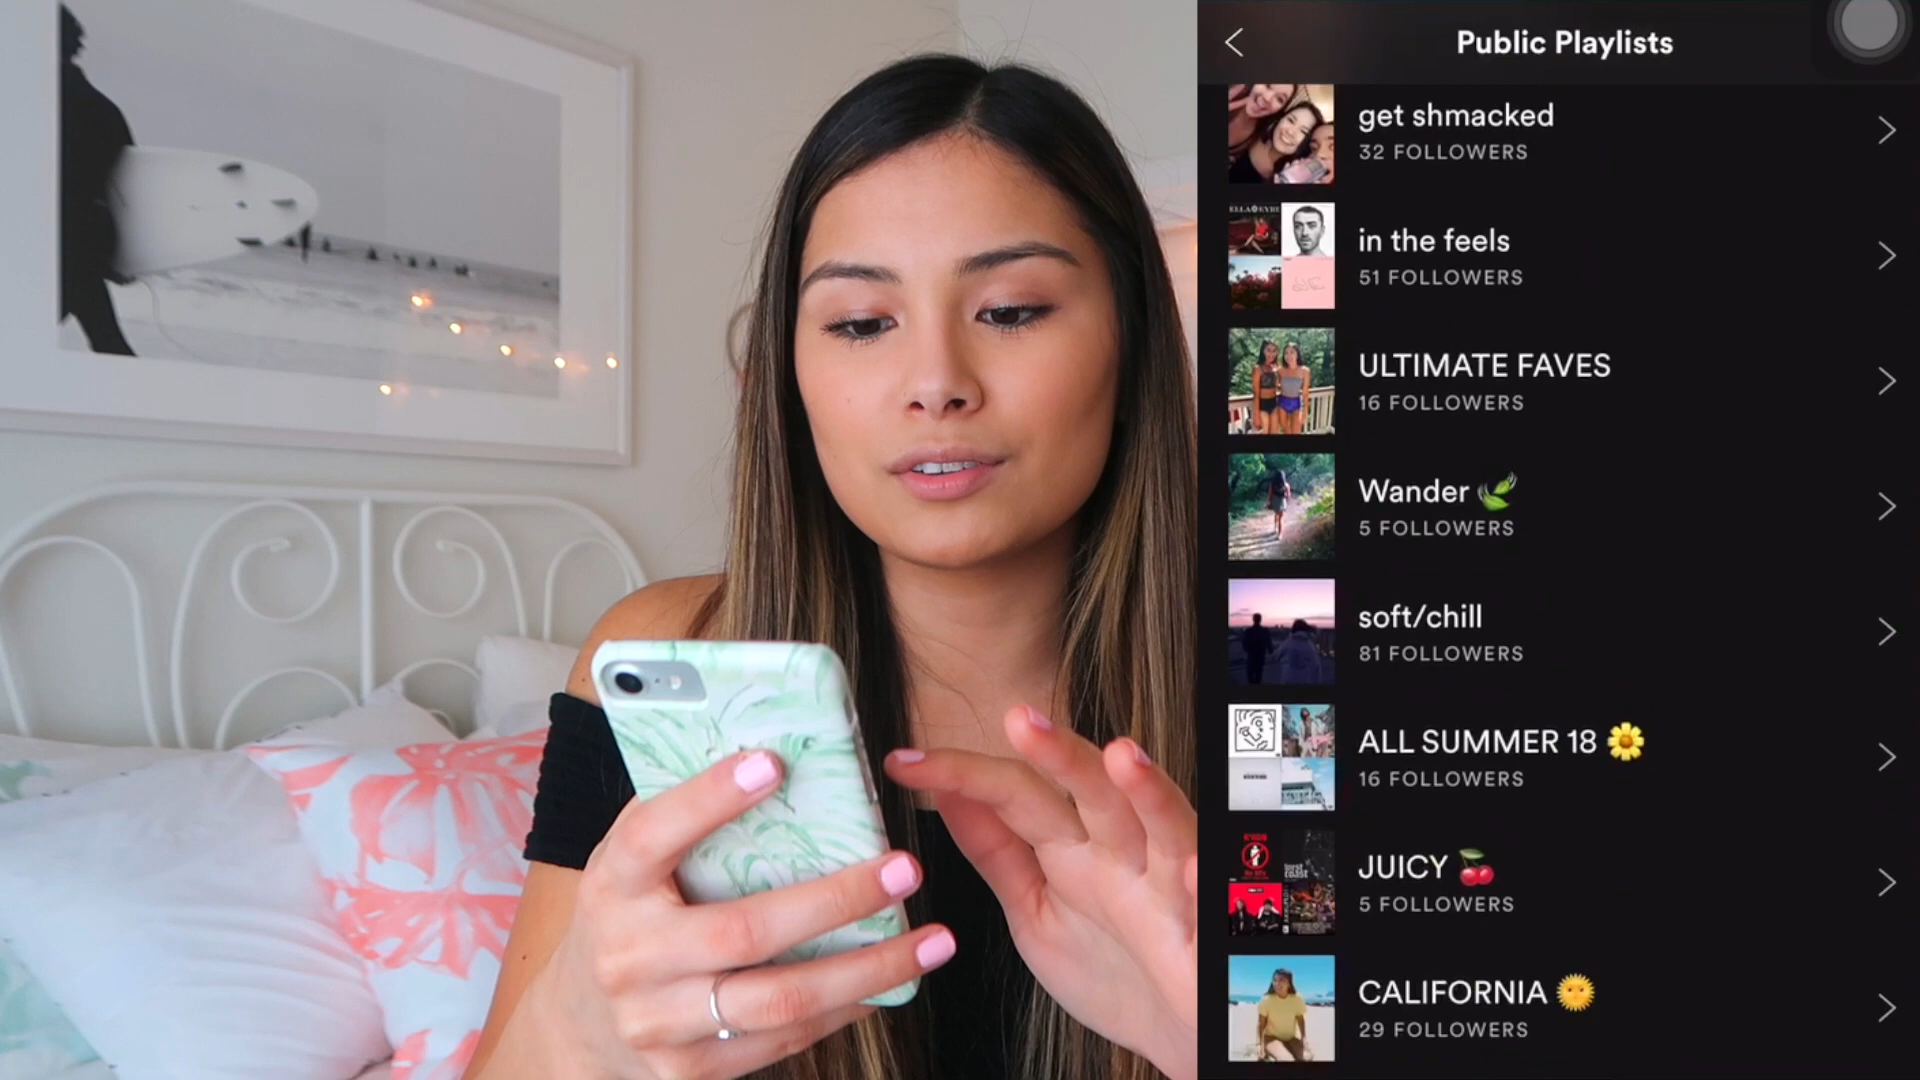 Public Playlists
get shmacked
32 FOLLOWERS
in the feels
51 FOLLOWERS
ULTIMATE FAVES
16 FOLLOWERS
Wander
5 FOLLOWERS
soft/chill
81 FOLLOWERS
ALL SUMMER 18
16 FOLLOWERS
JUICY
5 FOLLOWERS
CALIFORNIA
29 FOLLOWERS